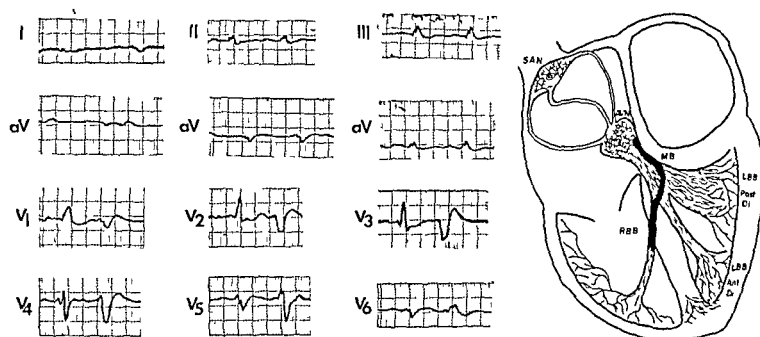 I II III
aV aV aV
V1 V2 V3
V4 V5 V6
SAN
MB
LBB
Post
Di
RBB
LBB
Ant